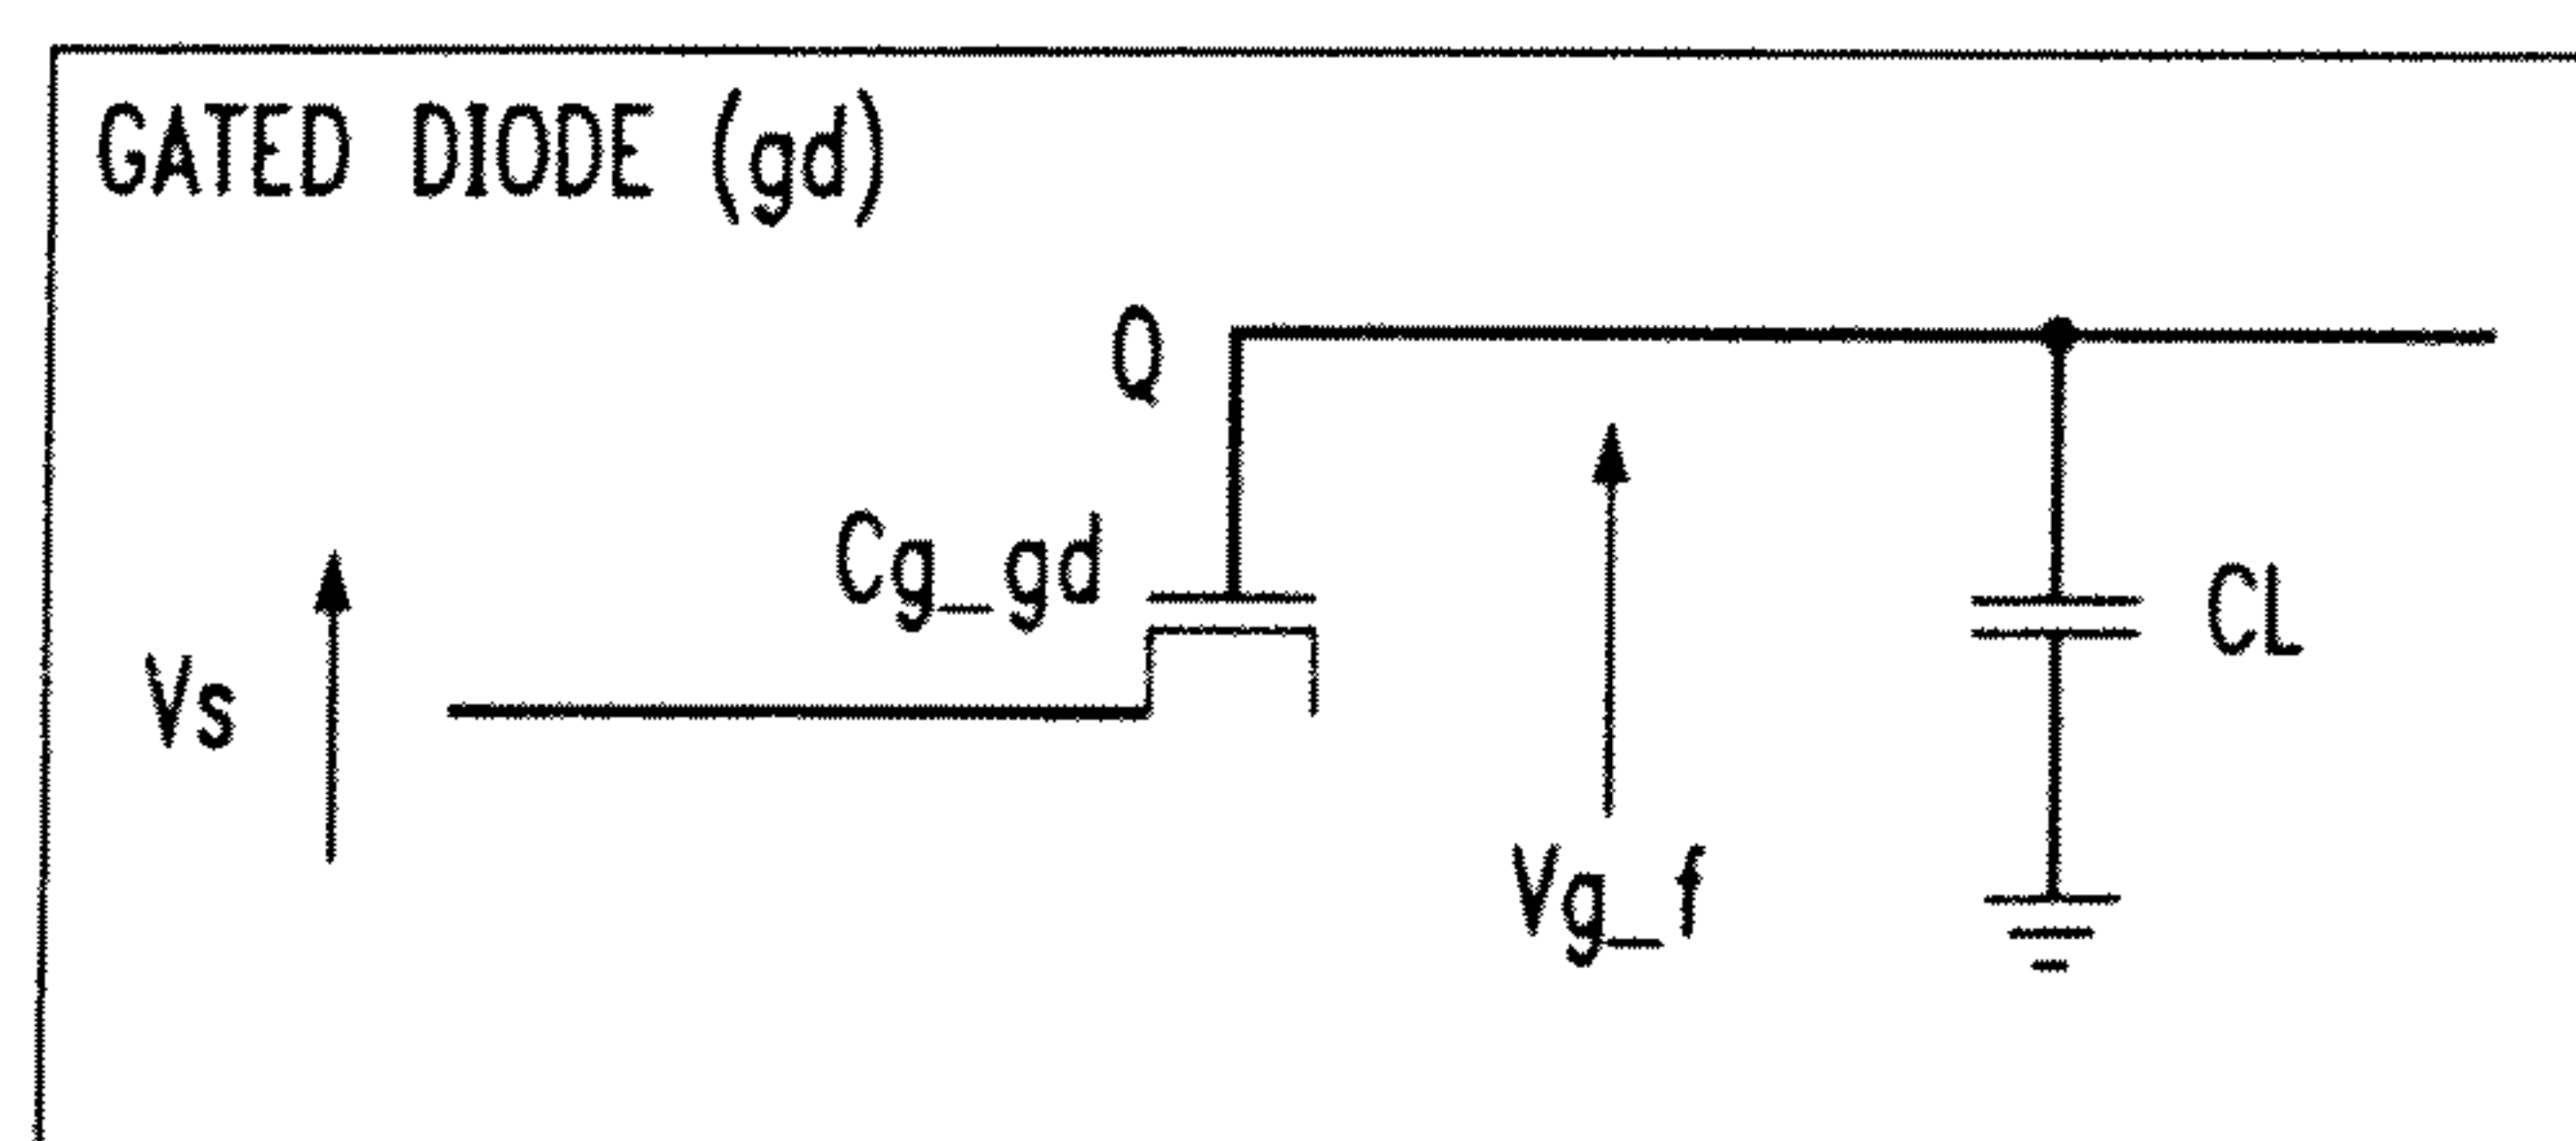 GATED DIODE (gd)
Q
Cg_gd
CL
Vs
Vg_f